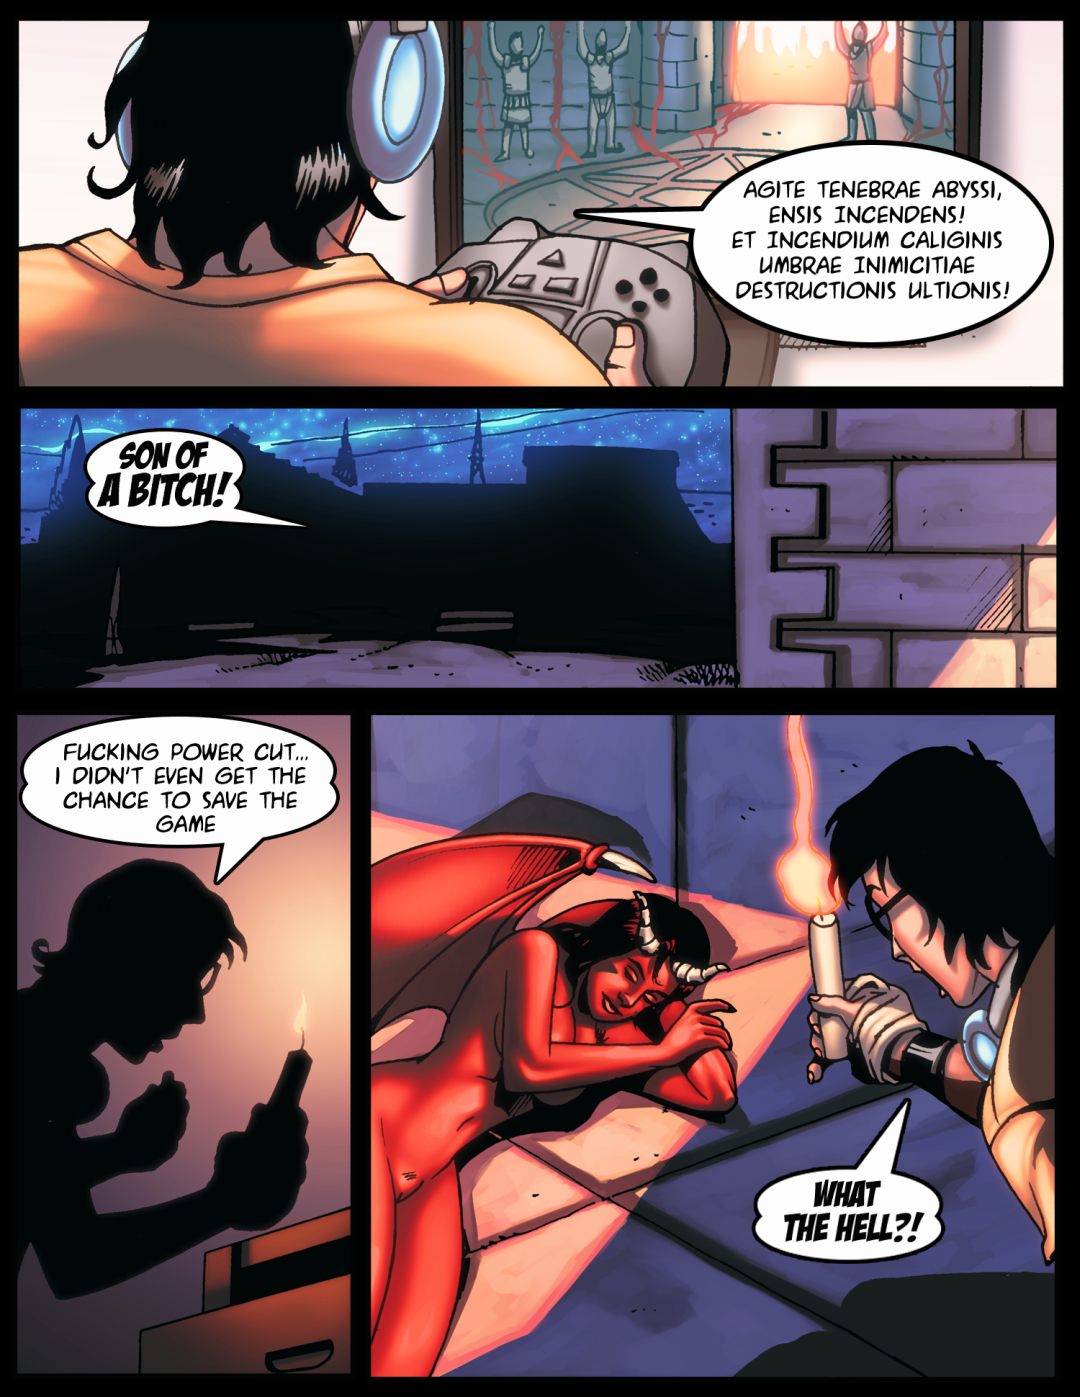 AGITE TENEBRAE ABYSSI,
ENSIS INCENDENS!
ET INCENDIUM CALIGINIS
UMBRAE INIMICITIAE
DESTRUCTIONIS ULTIONIS!
SON OF
A BITCH!
FUCKING POWER CUT...
I DIDN'T EVEN GET THE
CHANCE TO SAVE THE
GAME
WHAT
THE HELL?!